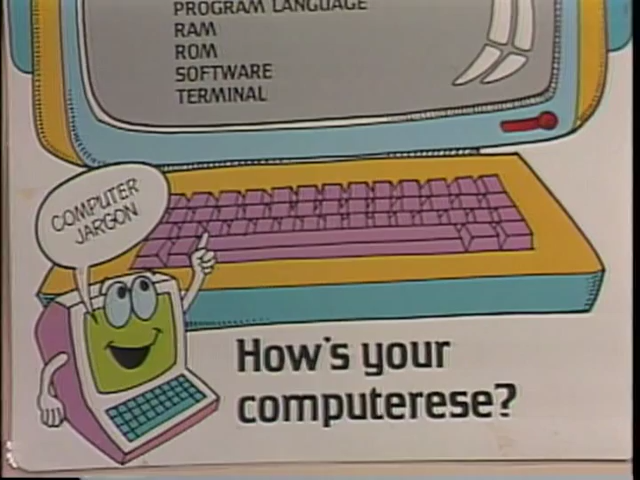 PROGRAM LANGUAGE
RAM
ROM
SOFTWARE
TERMINAL
COMPUTER
JARGON
How's your
computerese?